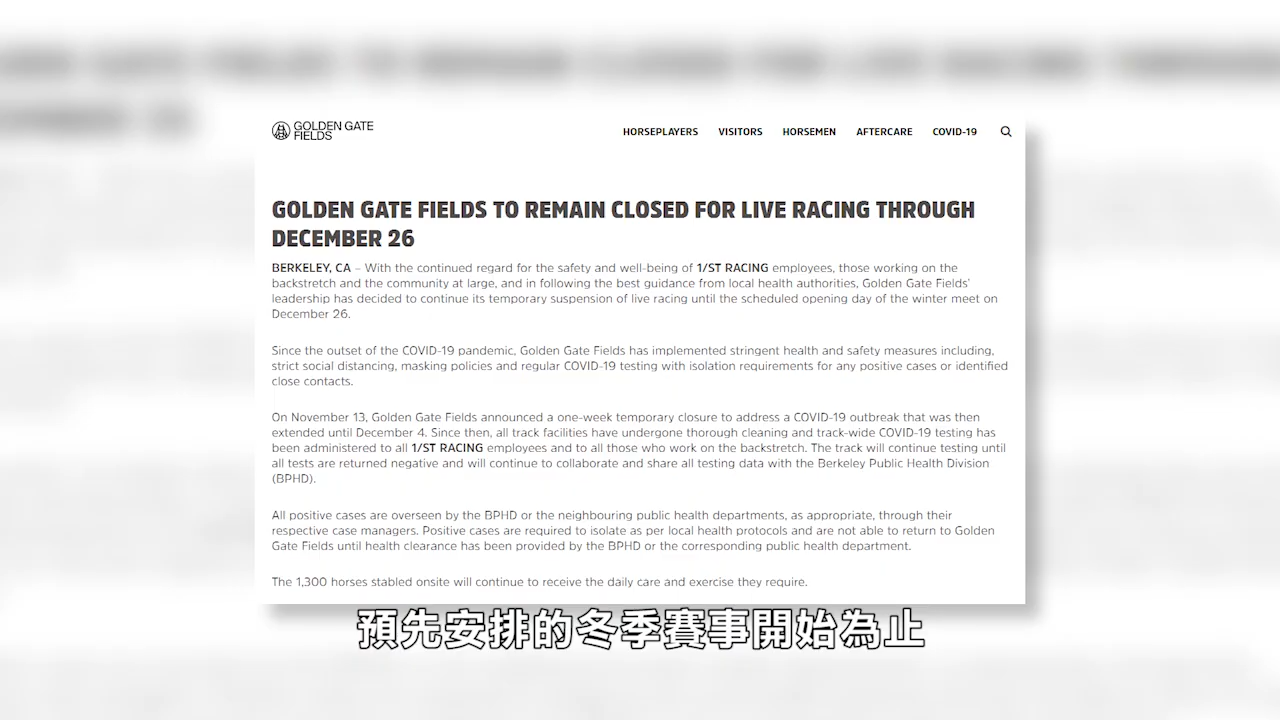 GOLDEN GATE
FIELDS
HORSEPLAYERS VISITORS HORSEMEN AFTERCARE COVID-19
GOLDEN GATE FIELDS TO REMAIN CLOSED FOR LIVE RACING THROUGH
DECEMBER 26
BERKELEY, CA – With the continued regard for the safety and well-being of 1/ST RACING employees, those working on the
backstretch and the community at large, and in following the best guidance from local health authorities, Golden Gate Fields'
leadership has decided to continue its temporary suspension of live racing until the scheduled opening day of the winter meet on
December 26.
Since the outset of the COVID-19 pandemic, Golden Gate Fields has implemented stringent health and safety measures including,
strict social distancing, masking policies and regular COVID-19 testing with isolation requirements for any positive cases or identified
close contacts.
On November 13, Golden Gate Fields announced a one-week temporary closure to address a COVID-19 outbreak that was then
extended until December 4. Since then, all track facilities have undergone thorough cleaning and track-wide COVID-19 testing has
been administered to all 1/ST RACING employees and to all those who work on the backstretch. The track will continue testing until
all tests are returned negative and will continue to collaborate and share all testing data with the Berkeley Public Health Division
(BPHD).
All positive cases are overseen by the BPHD or the neighbouring public health departments, as appropriate, through their
respective case managers. Positive cases are required to isolate as per local health protocols and are not able to return to Golden
Gate Fields until health clearance has been provided by the BPHD or the corresponding public health department.
The 1,300 horses stabled onsite will continue to receive the daily care and exercise they require.
預先安排的冬季賽事開始為止